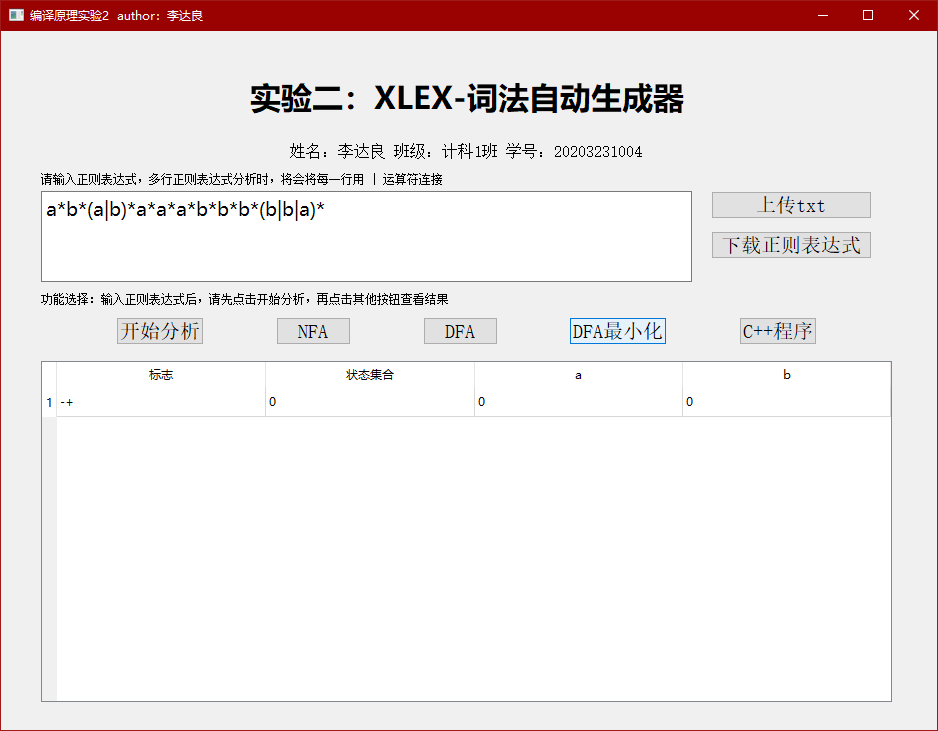 编译原理实验2 author：李达良
实验二：XLEX-词法自动生成器
姓名：李达良 班级：计科1班 学号：20203231004
请输入正则表达式，多行正则表达式分析时，将会将每一行用 | 运算符连接
a*b*(a|b)*a*a*a*b*b*b*(b|b|a)*
上传txt
下载正则表达式
功能选择：输入正则表达式后，请先点击开始分析，再点击其他按钮查看结果
开始分析 NFA DFA DFA最小化 C++程序
标志 状态集合 a b
1 -+ 0 0 0